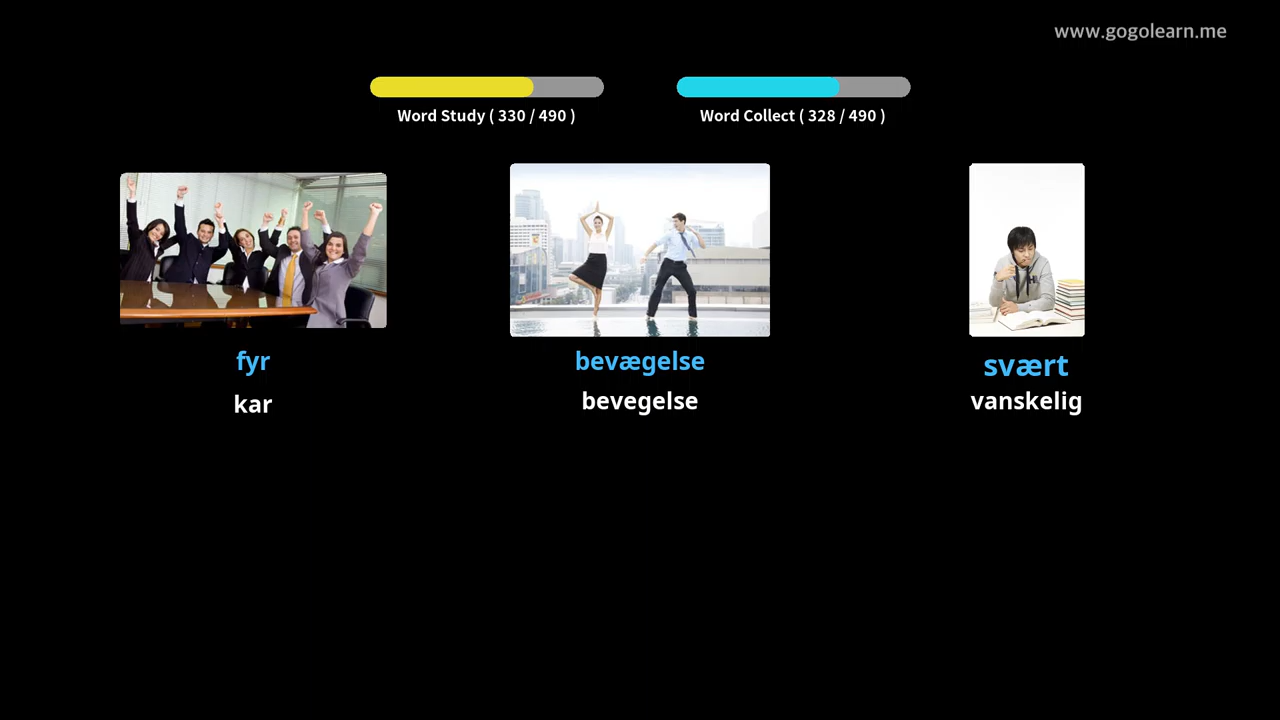 www.gogolearn.me
Word Study ( 330 / 490 )
Word Collect ( 328 / 490 )
fyr
kar
bevægelse
bevegelse
svært
vanskelig